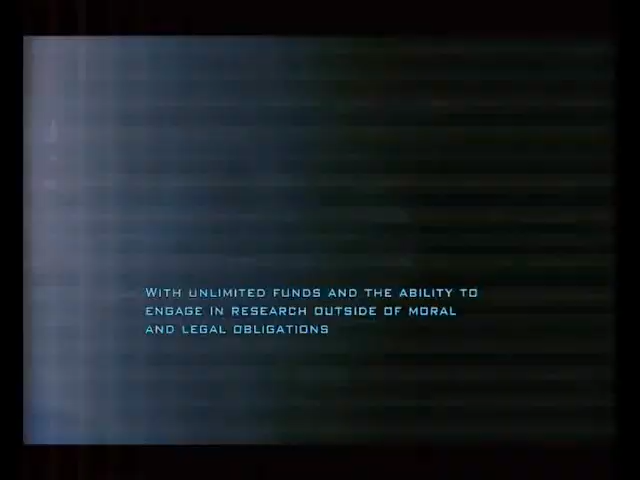 With unlimited funds and the ability to
engage in research outside of moral
and legal obligations